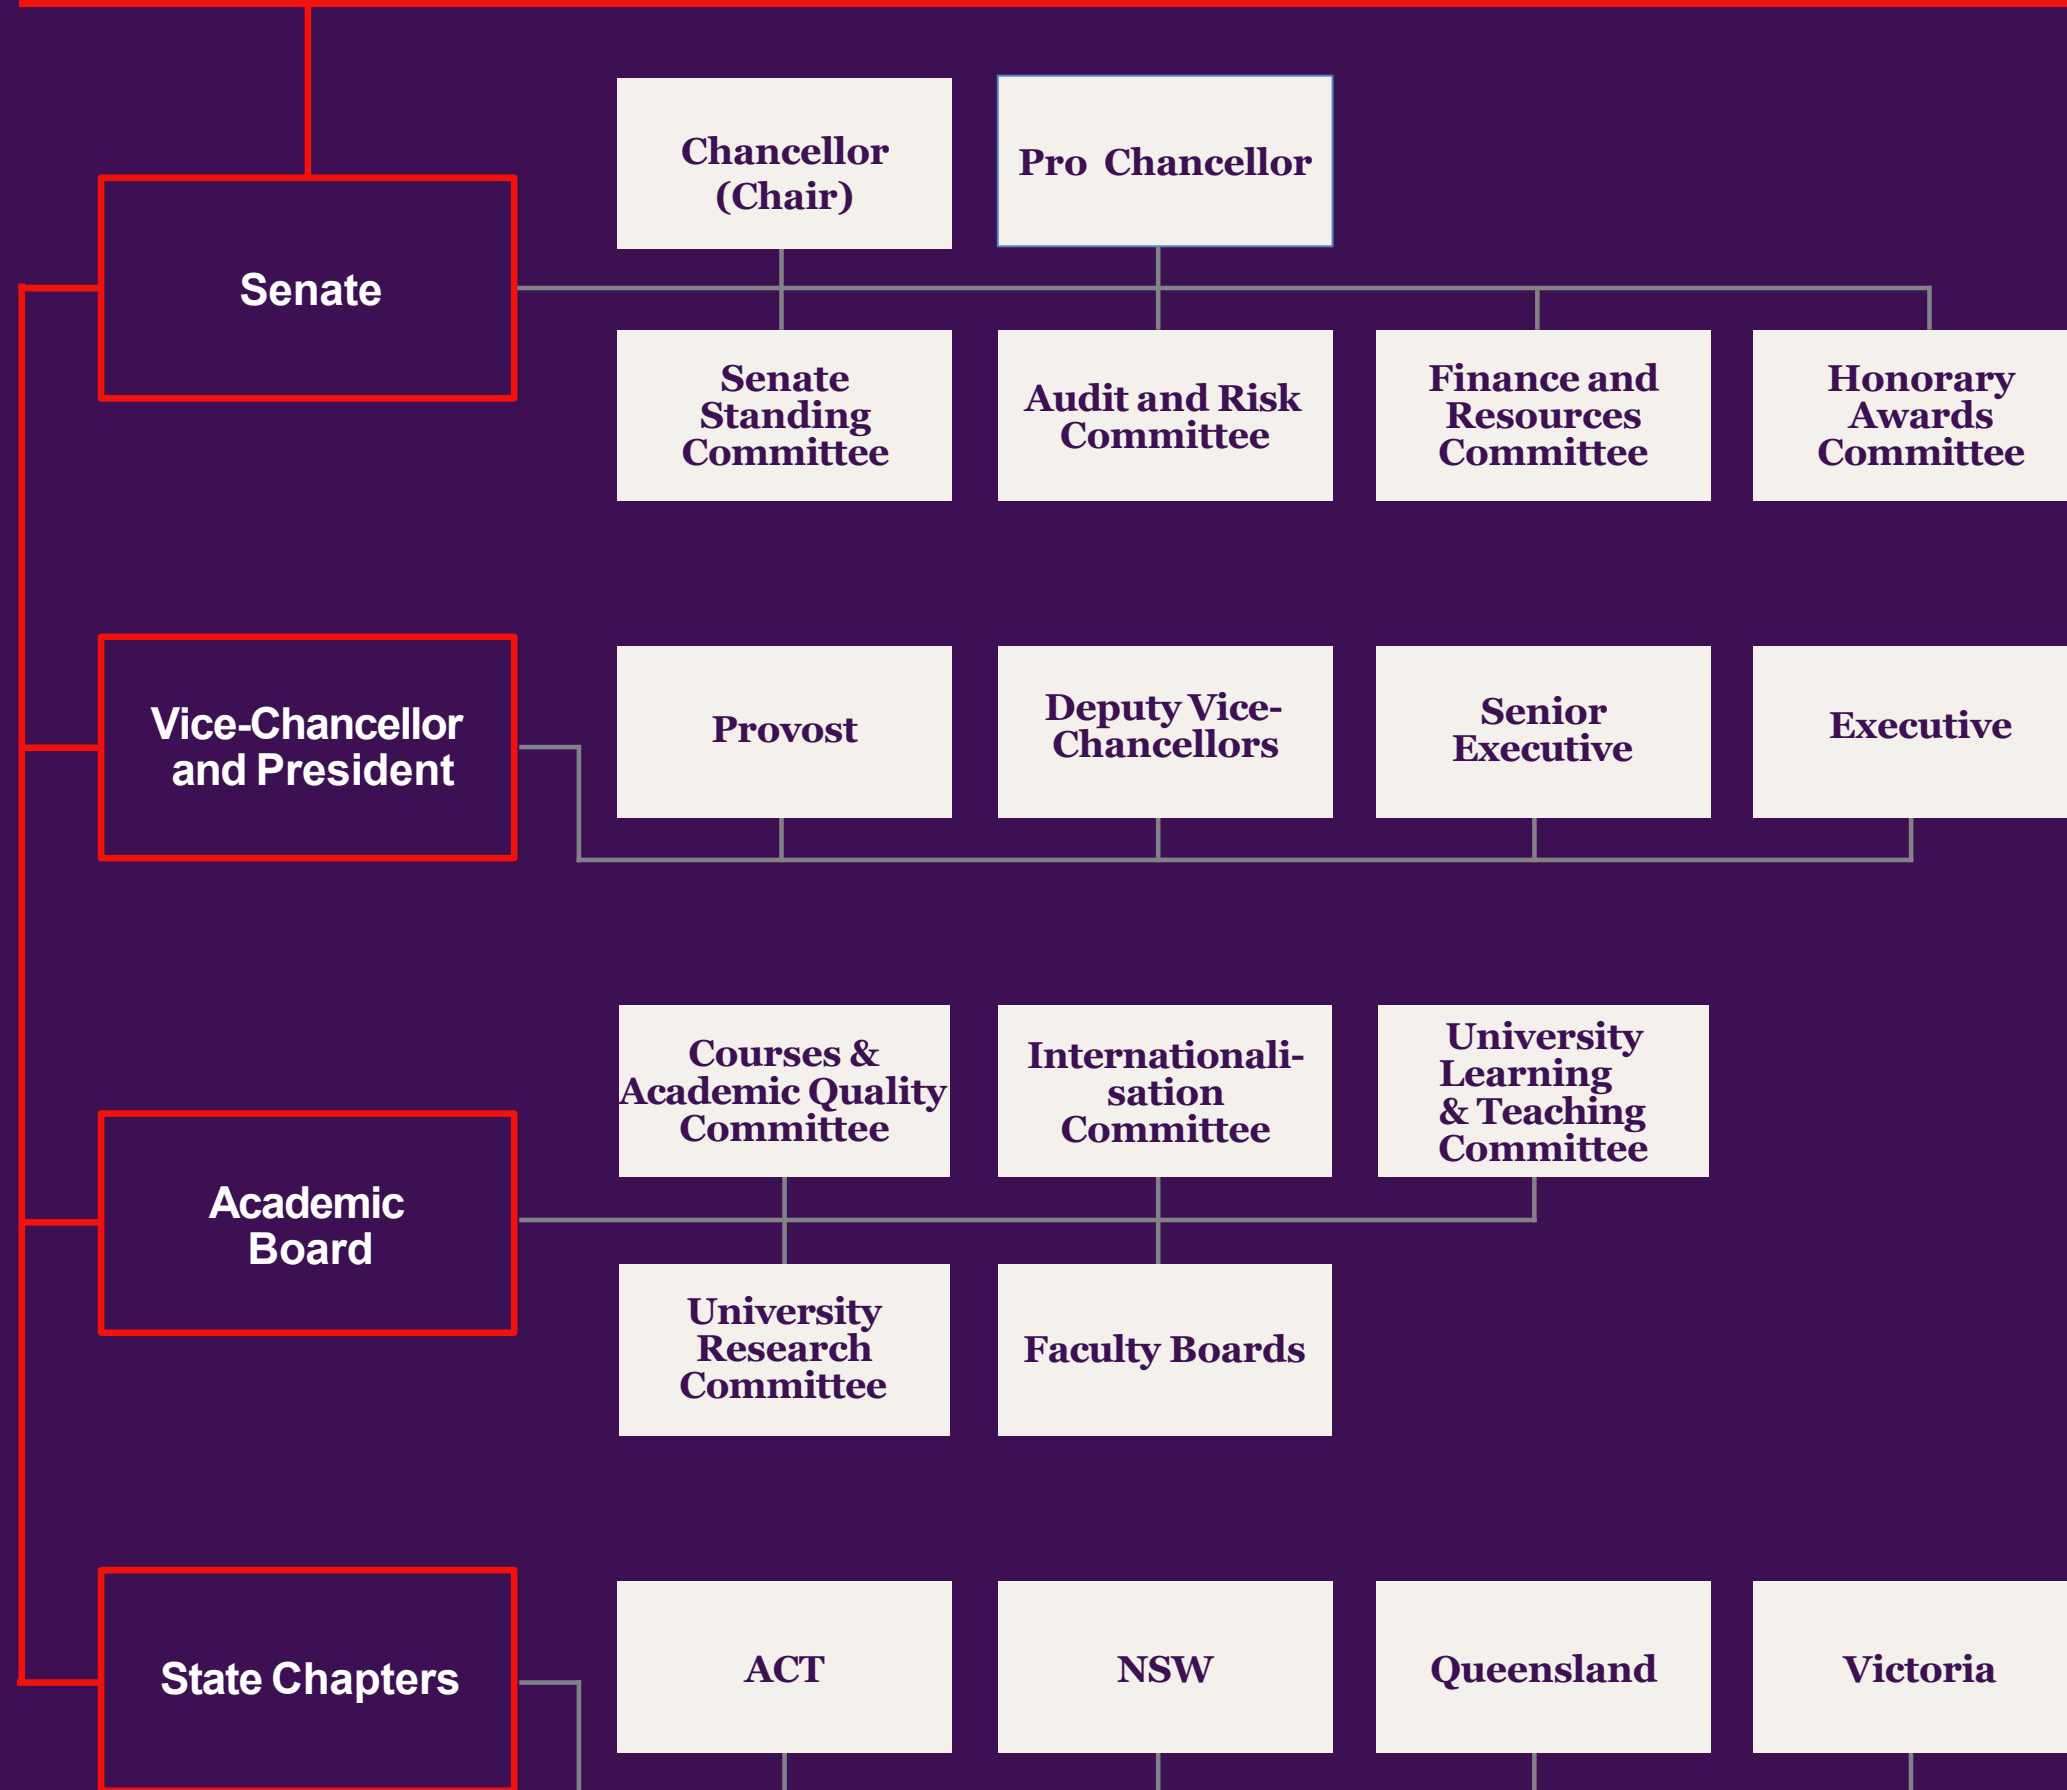 Chancellor
(Chair)
Pro Chancellor
Senate
Senate
Standing
Committee
Audit and Risk
Committee
Finance and
Resources
Committee
Honorary
Awards
Committee
Vice-Chancellor
and President
Provost
Deputy Vice-
Chancellors
Senior
Executive
Executive
Courses &
Academic Quality
Committee
Internationali-
sation
Committee
University
Learning
& Teaching
Committee
Academic
Board
University
Research
Committee
Faculty Boards
State Chapters
ACT
NSW
Queensland
Victoria